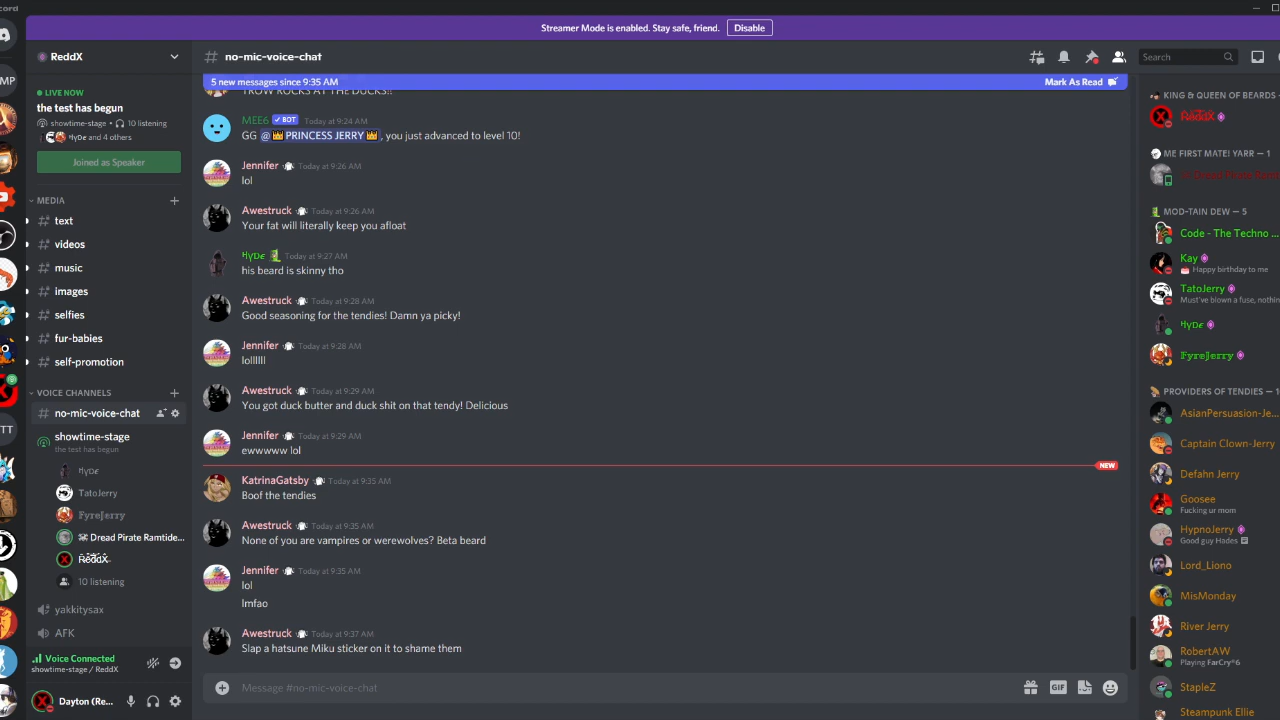 cord
Streamer Mode is enabled. Stay safe, friend. Disable
ReddX
# no-mic-voice-chat
Search
5 new messages since 9:35 AM Mark As Read
LIVE NOW
the test has begun
showtime-stage • 10 listening
HyDe and 4 others
Joined as Speaker
MEDIA
# text
# videos
# music
# images
# selfies
# fur-babies
# self-promotion
VOICE CHANNELS
# no-mic-voice-chat
showtime-stage
the test has begun
HyDe
TatoJerry
FyreJerry
Dread Pirate Ramtide...
ReddX
10 listening
yakkitysax
AFK
Voice Connected
showtime-stage / ReddX
Dayton (Re...
MP
TT
TROW ROCKS AT THE DUCKS!!
MEE6 ✓ BOT Today at 9:24 AM
GG @👑PRINCESS JERRY👑, you just advanced to level 10!
Jennifer Today at 9:26 AM
lol
Awestruck Today at 9:26 AM
Your fat will literally keep you afloat
HyDe Today at 9:27 AM
his beard is skinny tho
Awestruck Today at 9:28 AM
Good seasoning for the tendies! Damn ya picky!
Jennifer Today at 9:28 AM
lollllll
Awestruck Today at 9:29 AM
You got duck butter and duck shit on that tendy! Delicious
Jennifer Today at 9:29 AM
ewwwww lol
NEW
KatrinaGatsby Today at 9:35 AM
Boof the tendies
Awestruck Today at 9:35 AM
None of you are vampires or werewolves? Beta beard
Jennifer Today at 9:35 AM
lol
lmfao
Awestruck Today at 9:37 AM
Slap a hatsune Miku sticker on it to shame them
Message #no-mic-voice-chat
GIF
KING & QUEEN OF BEARDS –
ReddX
ME FIRST MATE! YARR — 1
MOD-TAIN DEW — 5
Code - The Techno ...
Kay
Happy birthday to me
TatoJerry
Must've blown a fuse, nothin
HyDe
FyreJerry
PROVIDERS OF TENDIES — 1
AsianPersuasion-Je...
Captain Clown-Jerry
Defahn Jerry
Goosee
Fucking ur mom
HypnoJerry
Good guy Hades
Lord_Liono
MisMonday
River Jerry
RobertAW
Playing FarCry®6
StapleZ
Steampunk Ellie